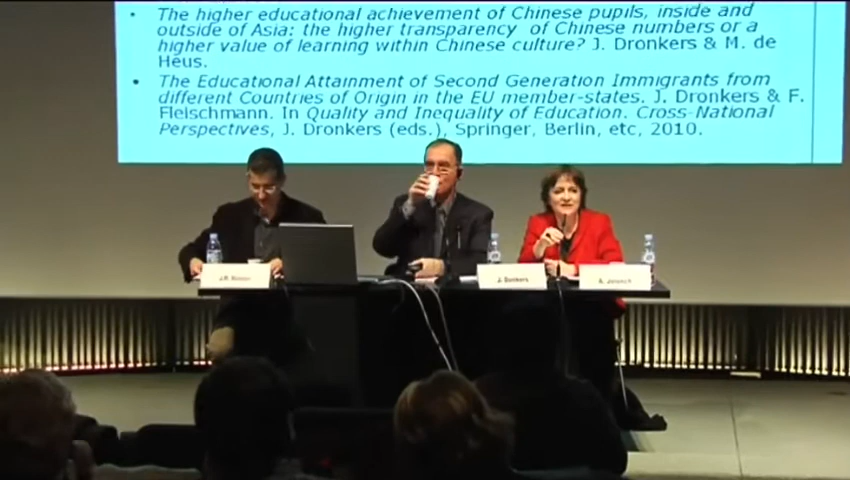 • The higher educational achievement of Chinese pupils, inside and
outside of Asia: the higher transparency of Chinese numbers or a
higher value of learning within Chinese culture? J. Dronkers & M. de
Heus.
• The Educational Attainment of Second Generation Immigrants from
different Countries of Origin in the EU member-states. J. Dronkers & F.
Fleischmann. In Quality and Inequality of Education. Cross-National
Perspectives, J. Dronkers (eds.), Springer, Berlin, etc, 2010.
J. Donkers